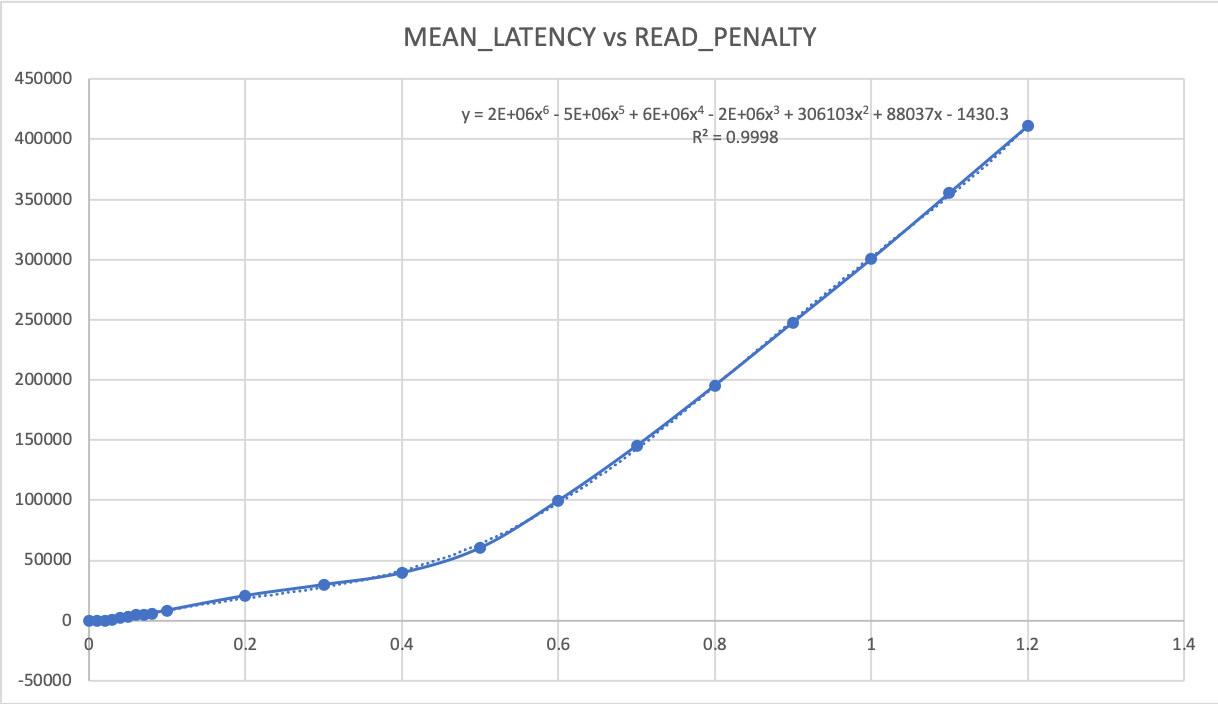 MEAN_LATENCY vs READ_PENALTY
450000
y = 2E+06x⁶ - 5E+06x⁵ + 6E+06x⁴ - 2E+06x³ + 306103x² + 88037x - 1430.3
R² = 0.9998
400000
350000
300000
250000
200000
150000
100000
50000
0
0 0.2 0.4 0.6 0.8 1 1.2 1.4
-50000